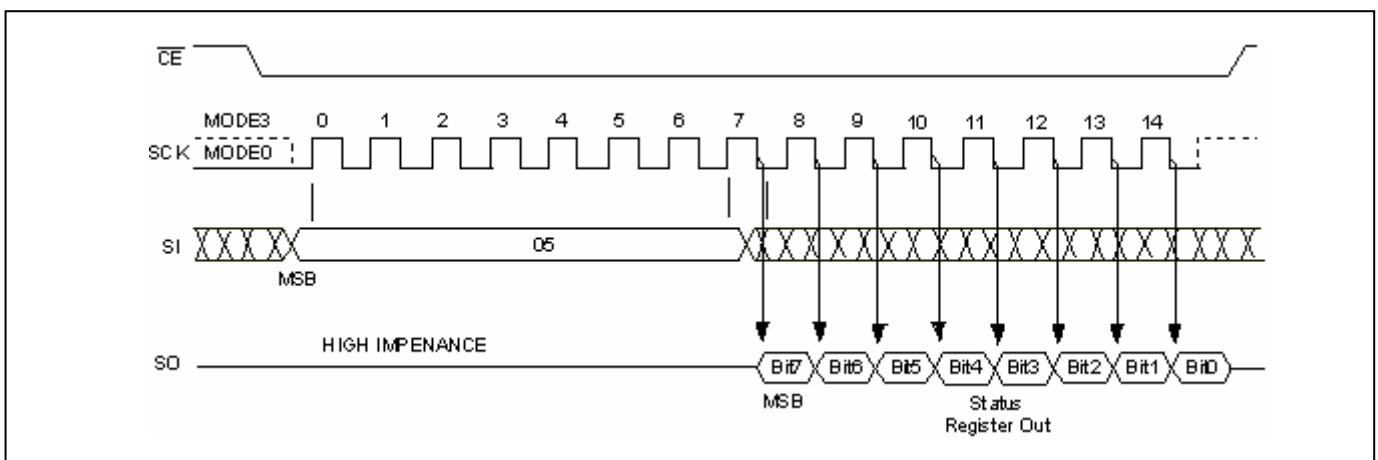 CE
MODE3 0 1 2 3 4 5 6 7 8 9 10 11 12 13 14
SCK MODE0
SI 05
MSB
HIGH IMPENANCE
SO Bit7 Bit6 Bit5 Bit4 Bit3 Bit2 Bit1 Bit0
MSB Status
Register Out